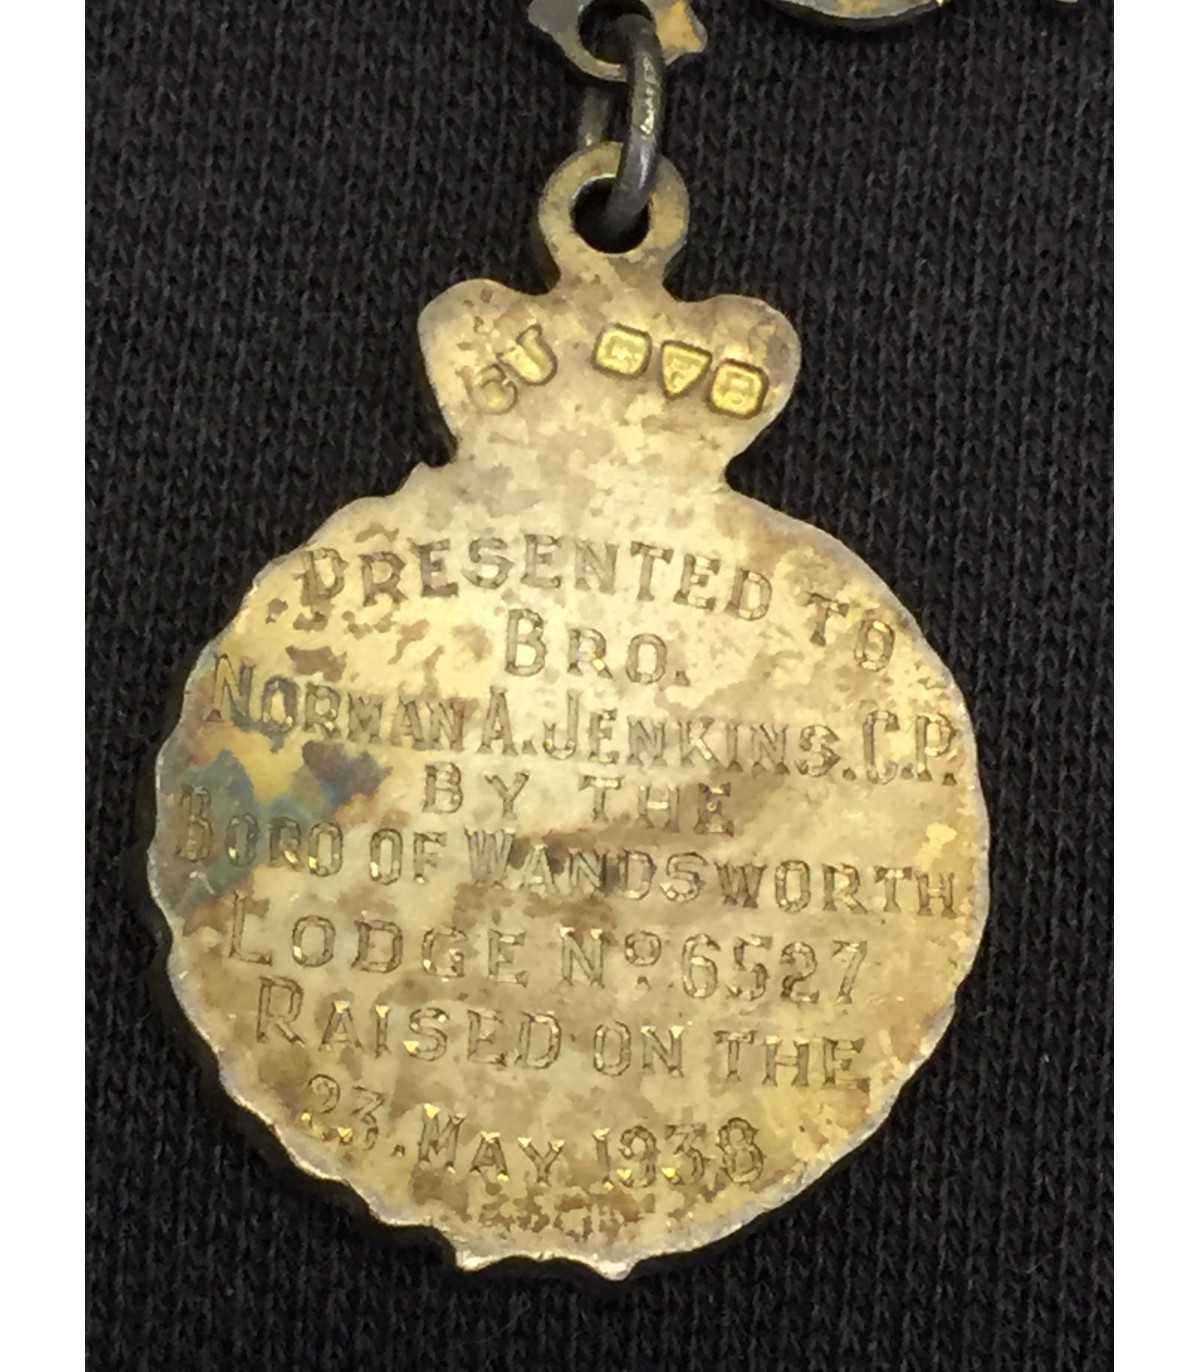 PRESENTED TO
BRO.
NORMAN A. JENKINS. C.P.
BY THE
BORO OF WANDSWORTH
LODGE No. 6527
RAISED ON THE
23. MAY 1938